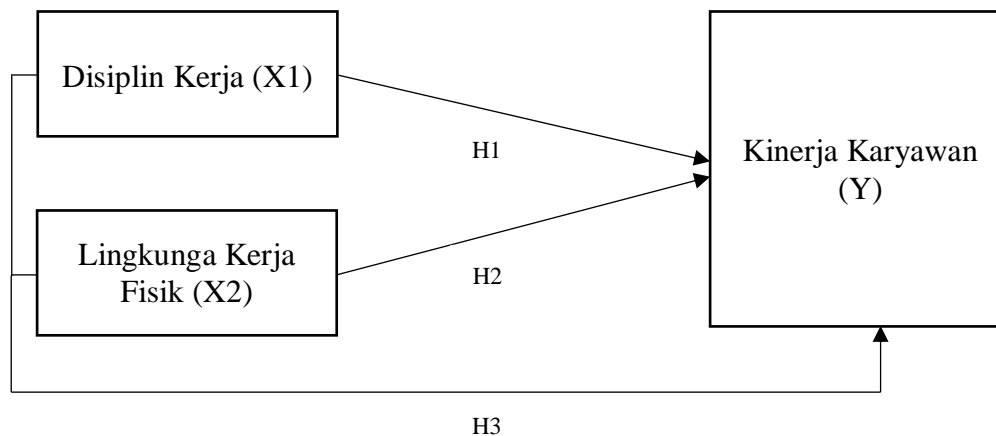 Disiplin Kerja (X1)
H1
Kinerja Karyawan
(Y)
Lingkunga Kerja
Fisik (X2)
H2
H3